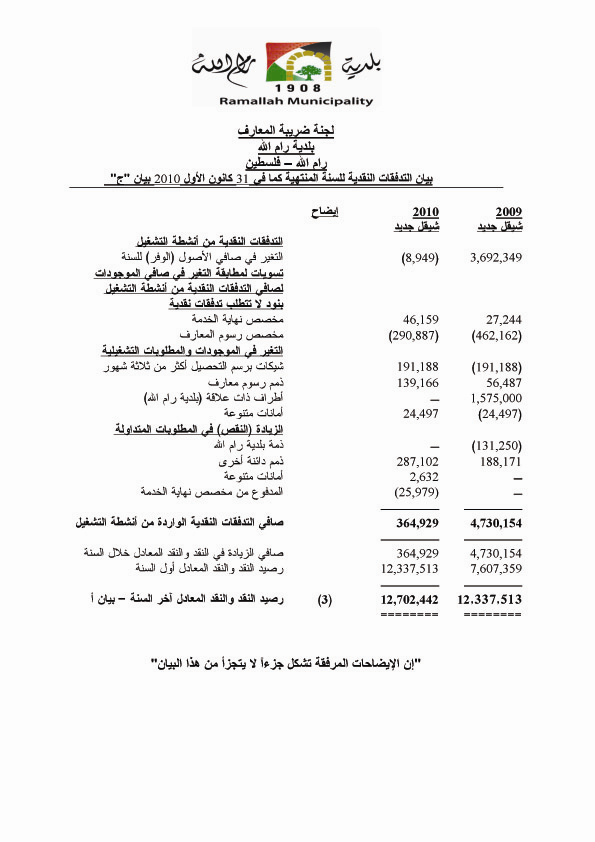 بلدية رام الله
1908
Ramallah Municipality
لجنة ضريبة المعارف
بلدية رام الله
رام الله – فلسطين
بيان التدفقات النقدية للسنة المنتهية كما في 31 كانون الأول 2010 بيان "ج"
إيضاح 2010 2009
شيقل جديد شيقل جديد
التدفقات النقدية من أنشطة التشغيل
التغير في صافي الأصول (الوفر) للسنة (8,949) 3,692,349
تسويات لمطابقة التغير في صافي الموجودات
لصافي التدفقات النقدية من أنشطة التشغيل
بنود لا تتطلب تدفقات نقدية
مخصص نهاية الخدمة 46,159 27,244
مخصص رسوم المعارف (290,887) (462,162)
التغير في الموجودات والمطلوبات التشغيلية
شيكات برسم التحصيل أكثر من ثلاثة شهور 191,188 (191,188)
ذمم رسوم معارف 139,166 56,487
أطراف ذات علاقة (بلدية رام الله) — 1,575,000
أمانات متنوعة 24,497 (24,497)
الزيادة (النقص) في المطلوبات المتداولة
ذمة بلدية رام الله — (131,250)
ذمم دائنة أخرى 287,102 188,171
أمانات متنوعة 2,632 —
المدفوع من مخصص نهاية الخدمة (25,979) —
صافي التدفقات النقدية الواردة من أنشطة التشغيل 364,929 4,730,154
صافي الزيادة في النقد والنقد المعادل خلال السنة 364,929 4,730,154
رصيد النقد والنقد المعادل أول السنة 12,337,513 7,607,359
رصيد النقد والنقد المعادل آخر السنة – بيان أ (3) 12,702,442 12.337.513
======== ========
"إن الإيضاحات المرفقة تشكل جزءاً لا يتجزأ من هذا البيان"